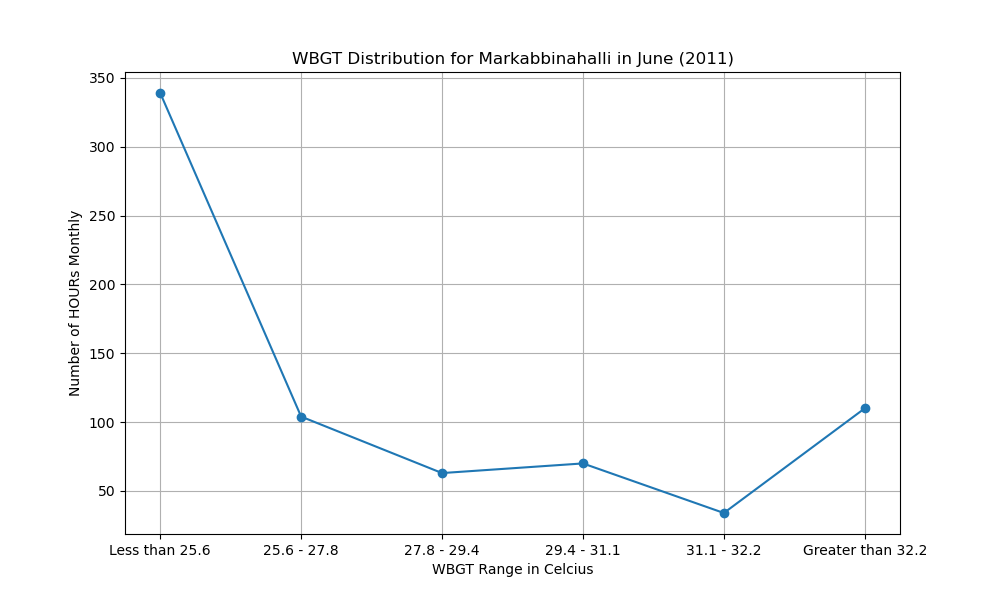 WBGT Distribution for Markabbinahalli in June (2011)
Number of HOURs Monthly
350
300
250
200
150
100
50
Less than 25.6
25.6 - 27.8
27.8 - 29.4
29.4 - 31.1
31.1 - 32.2
Greater than 32.2
WBGT Range in Celcius